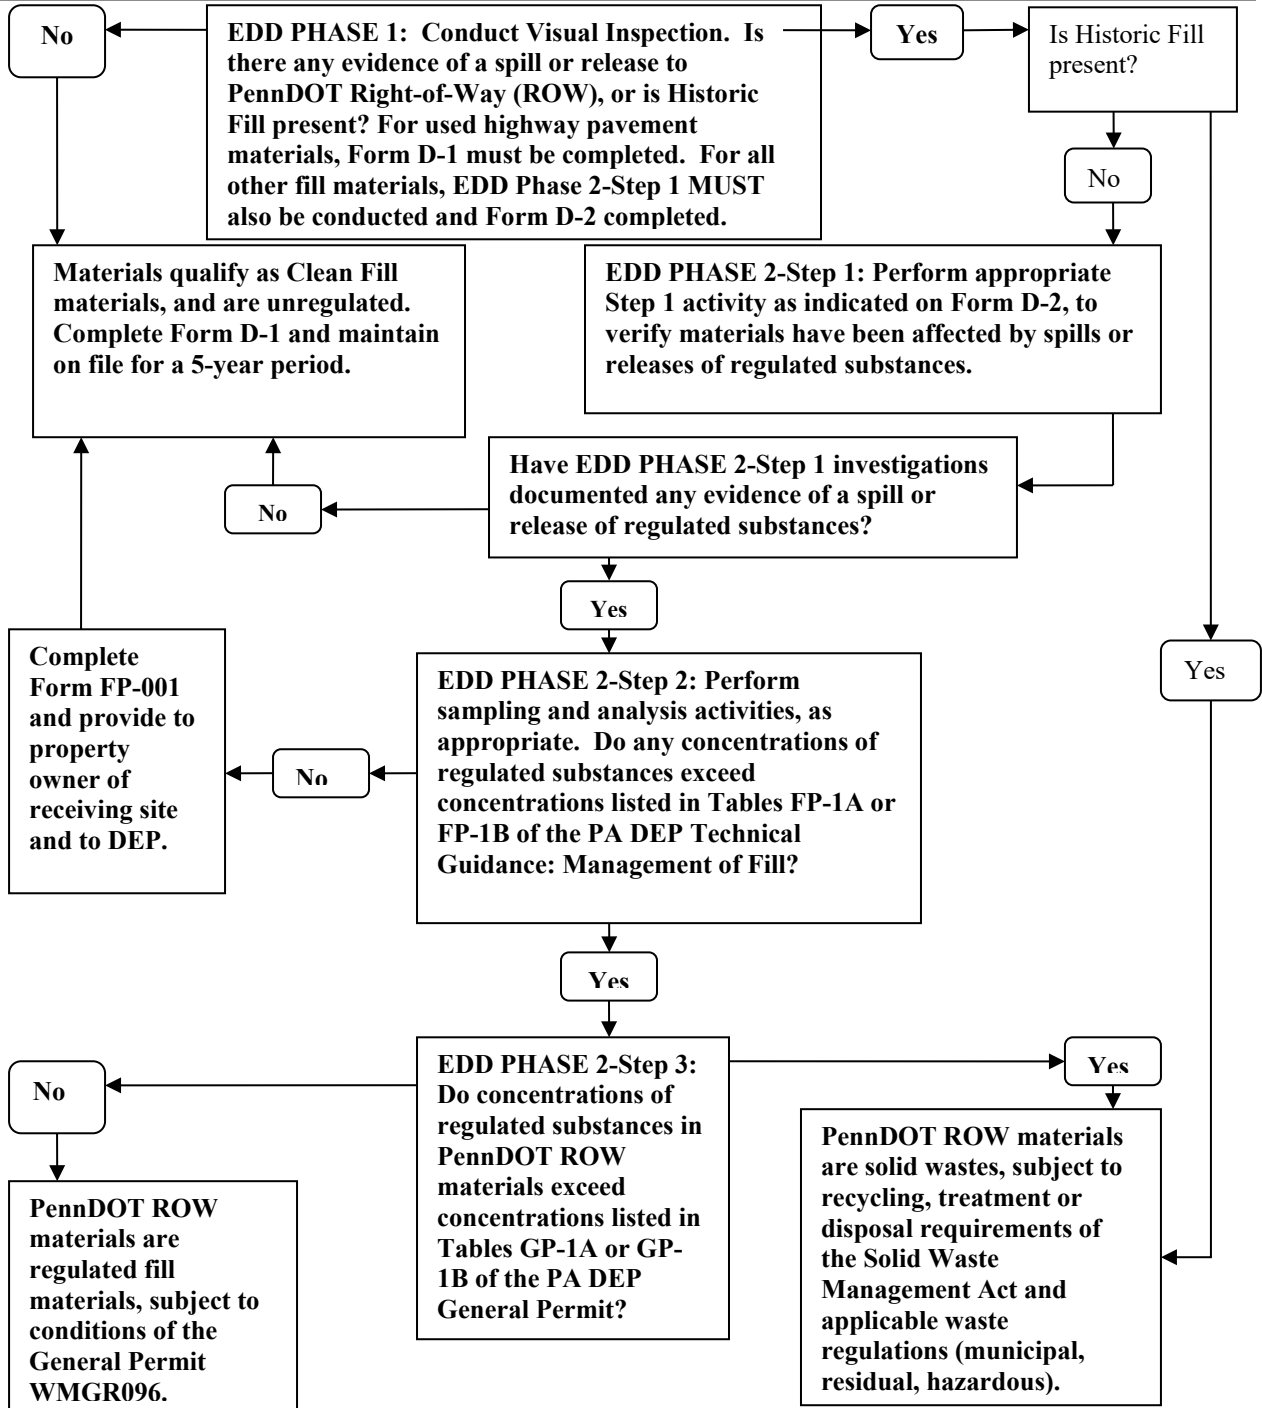 No
EDD PHASE 1:  Conduct Visual Inspection.  Is
there any evidence of a spill or release to
PennDOT Right-of-Way (ROW), or is Historic
Fill present? For used highway pavement
materials, Form D-1 must be completed.  For all
other fill materials, EDD Phase 2-Step 1 MUST
also be conducted and Form D-2 completed.
Yes
Is Historic Fill
present?
No
Materials qualify as Clean Fill
materials, and are unregulated.
Complete Form D-1 and maintain
on file for a 5-year period.
EDD PHASE 2-Step 1: Perform appropriate
Step 1 activity as indicated on Form D-2, to
verify materials have been affected by spills or
releases of regulated substances.
Have EDD PHASE 2-Step 1 investigations
documented any evidence of a spill or
release of regulated substances?
No
Yes
Complete
Form FP-001
and provide to
property
owner of
receiving site
and to DEP.
No
EDD PHASE 2-Step 2: Perform
sampling and analysis activities, as
appropriate.  Do any concentrations of
regulated substances exceed
concentrations listed in Tables FP-1A or
FP-1B of the PA DEP Technical
Guidance: Management of Fill?
Yes
Yes
No
EDD PHASE 2-Step 3:
Do concentrations of
regulated substances in
PennDOT ROW
materials exceed
concentrations listed in
Tables GP-1A or GP-
1B of the PA DEP
General Permit?
Yes
PennDOT ROW
materials are
regulated fill
materials, subject to
conditions of the
General Permit
WMGR096.
PennDOT ROW materials
are solid wastes, subject to
recycling, treatment or
disposal requirements of
the Solid Waste
Management Act and
applicable waste
regulations (municipal,
residual, hazardous).